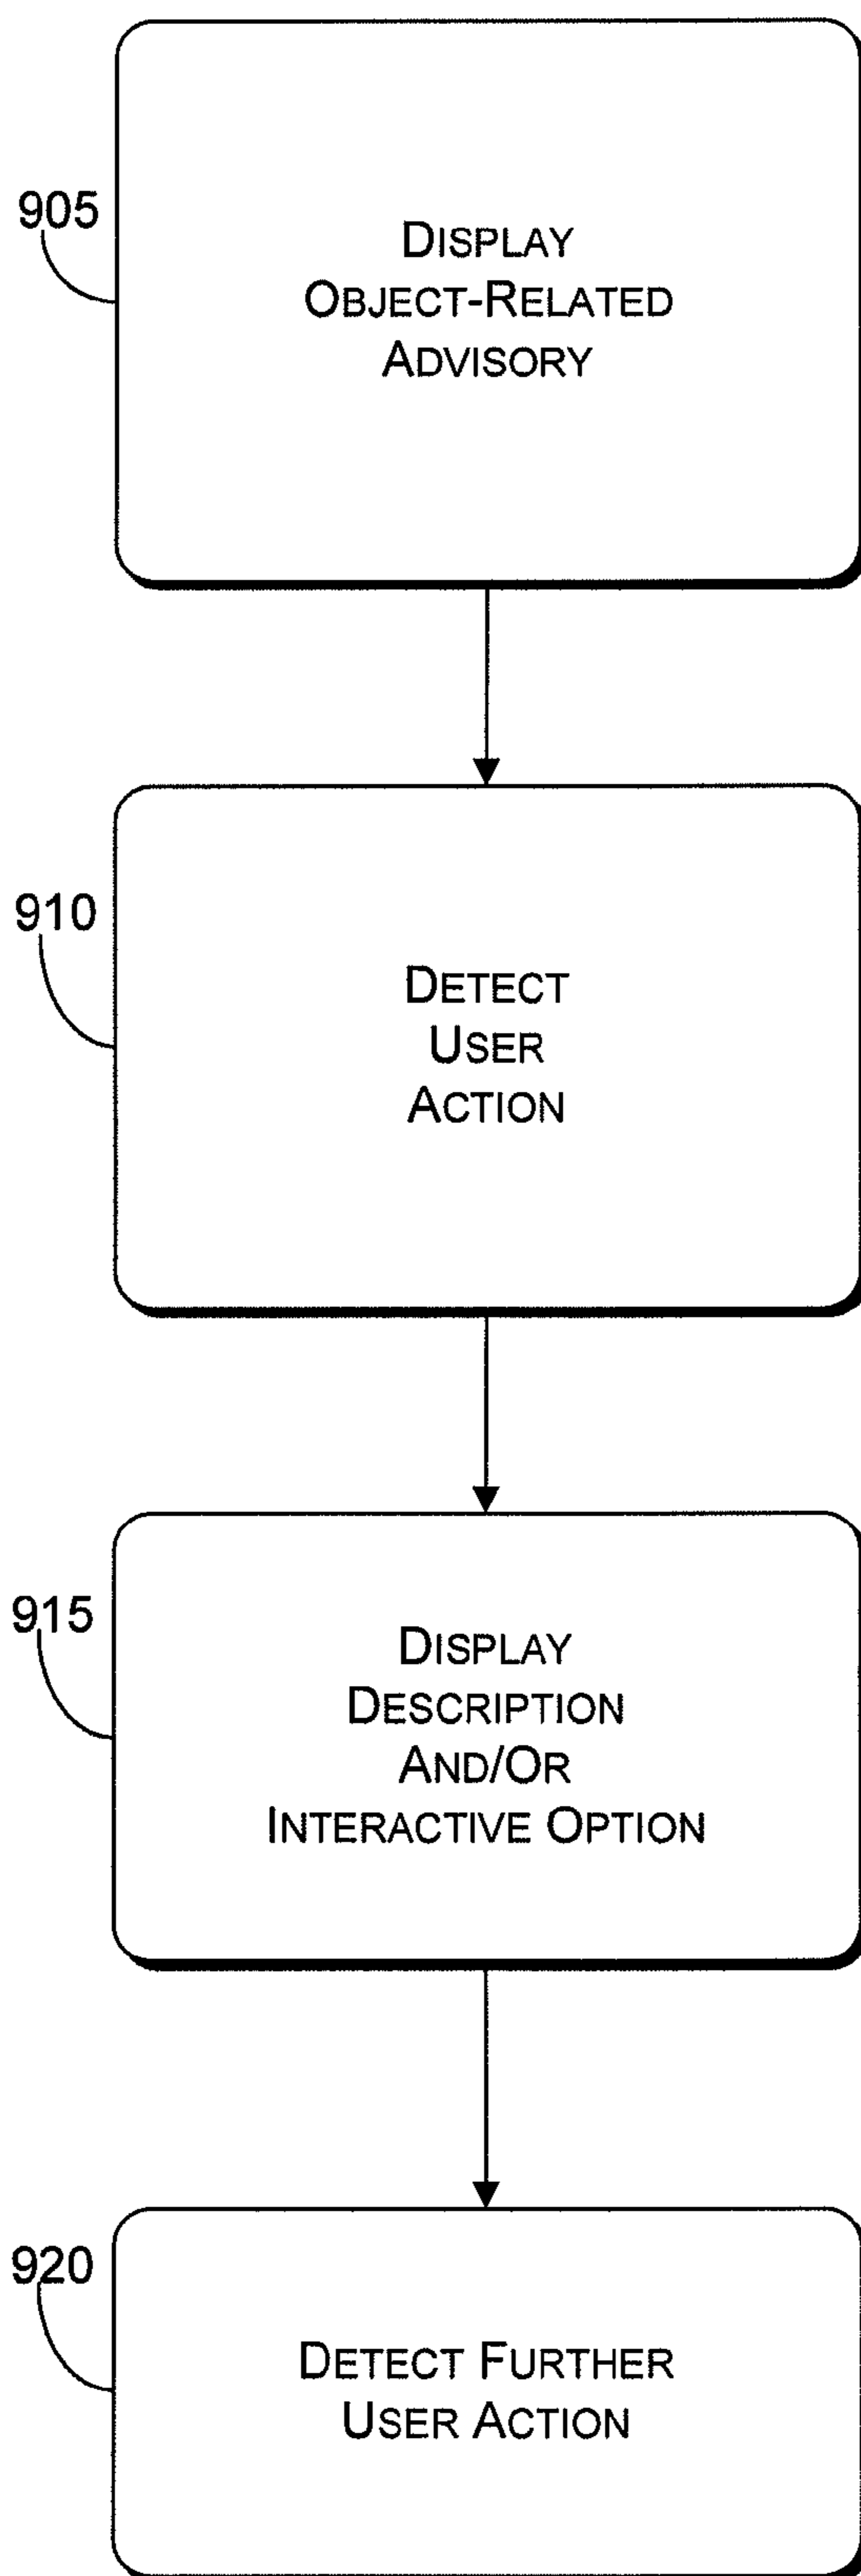 905
DISPLAY
OBJECT-RELATED
ADVISORY
910
DETECT
USER
ACTION
915
DISPLAY
DESCRIPTION
AND/OR
INTERACTIVE OPTION
920
DETECT FURTHER
USER ACTION